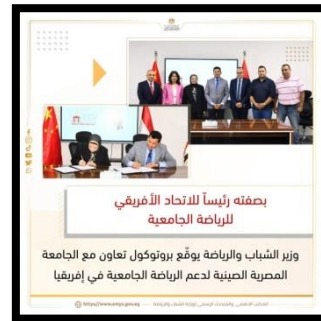 بصفته رئيساً للاتحاد الأفريقي
للرياضة الجامعية
وزير الشباب والرياضة يوقّع بروتوكول تعاون مع الجامعة
المصرية الصينية لدعم الرياضة الجامعية في إفريقيا